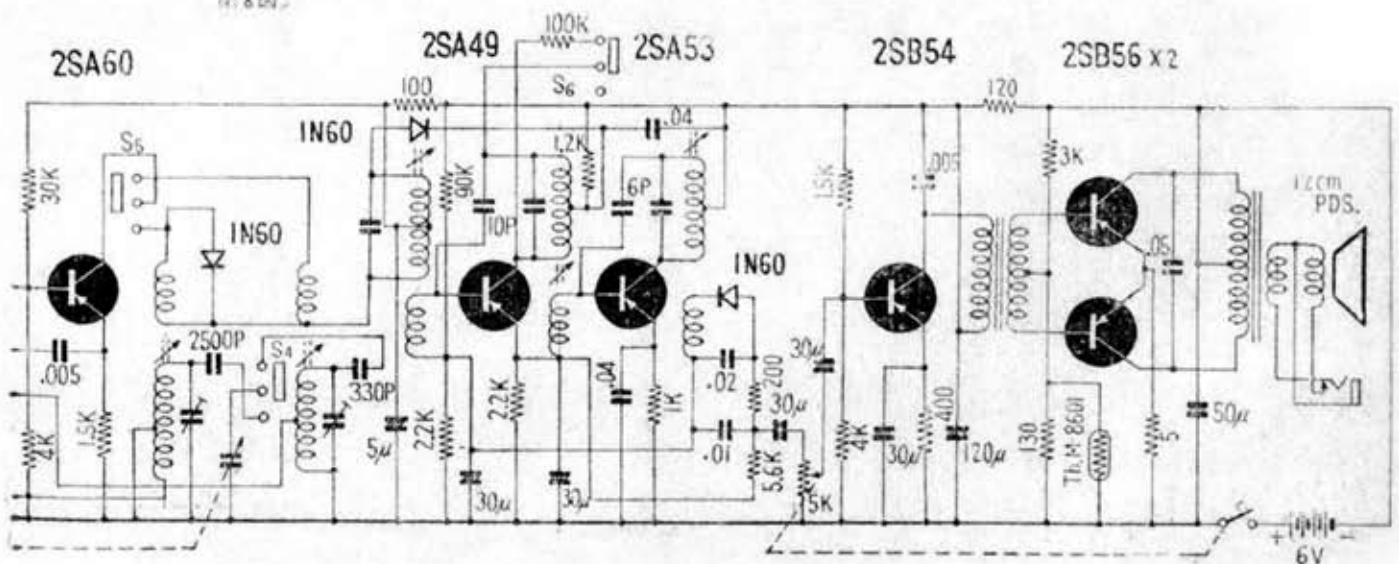 2SA60
2SA49
2SA53
2SB54
2SB56 x 2
100K
S6
100
120
1N60
.04
S5
1.2K
.005
3K
30K
90K
6P
1.5K
12cm
PDS.
10P
1N60
.05
1N60
2500P
S4
30μ
.005
330P
.04
.02
200
1.5K
2.2K
1K
30μ
400
50μ
4K
5μ
22K
.01
4K
130
Th.M-8601
5
5.6K
30μ
120μ
5K
30μ
30μ
+
−
6V